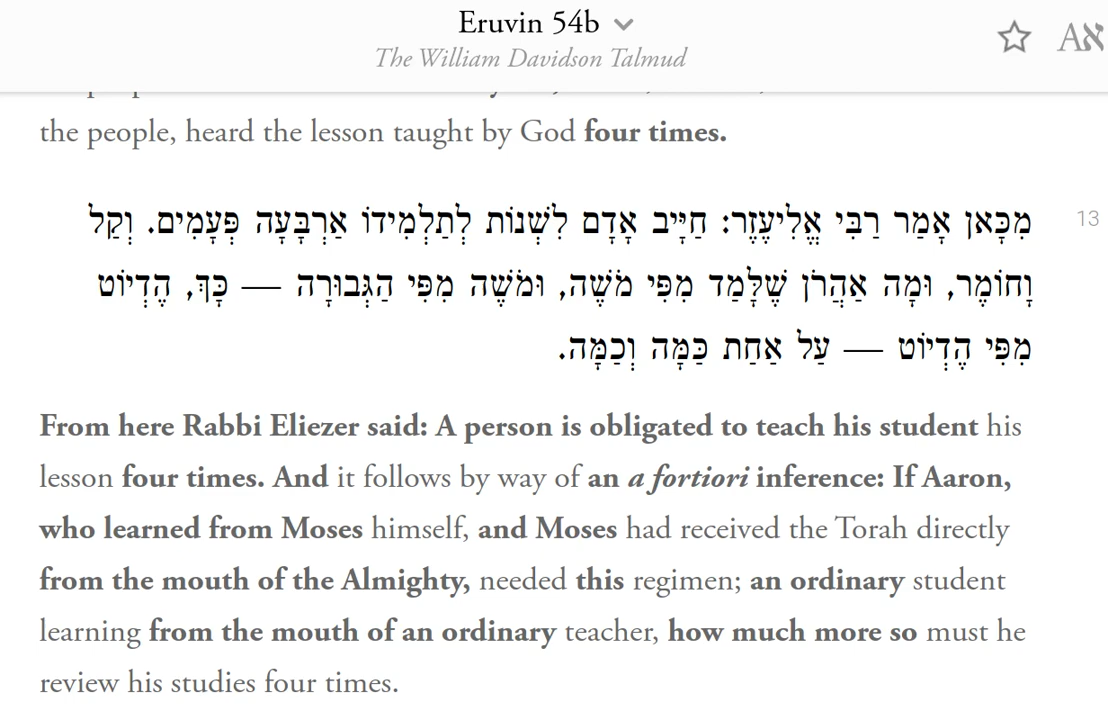 Eruvin 54b
The William Davidson Talmud
Aא
the people, heard the lesson taught by God four times.
13
מִכָּאן אָמַר רַבִּי אֱלִיעֶזֶר: חַיָּיב אָדָם לִשְׁנוֹת לְתַלְמִידוֹ אַרְבָּעָה פְּעָמִים. וְקַל
וָחוֹמֶר, וּמָה אַהֲרֹן שֶׁלָּמַד מִפִּי מֹשֶׁה, וּמֹשֶׁה מִפִּי הַגְּבוּרָה — כָּךְ, הֶדְיוֹט
מִפִּי הֶדְיוֹט — עַל אַחַת כַּמָּה וְכַמָּה.
From here Rabbi Eliezer said: A person is obligated to teach his student his
lesson four times. And it follows by way of an a fortiori inference: If Aaron,
who learned from Moses himself, and Moses had received the Torah directly
from the mouth of the Almighty, needed this regimen; an ordinary student
learning from the mouth of an ordinary teacher, how much more so must he
review his studies four times.